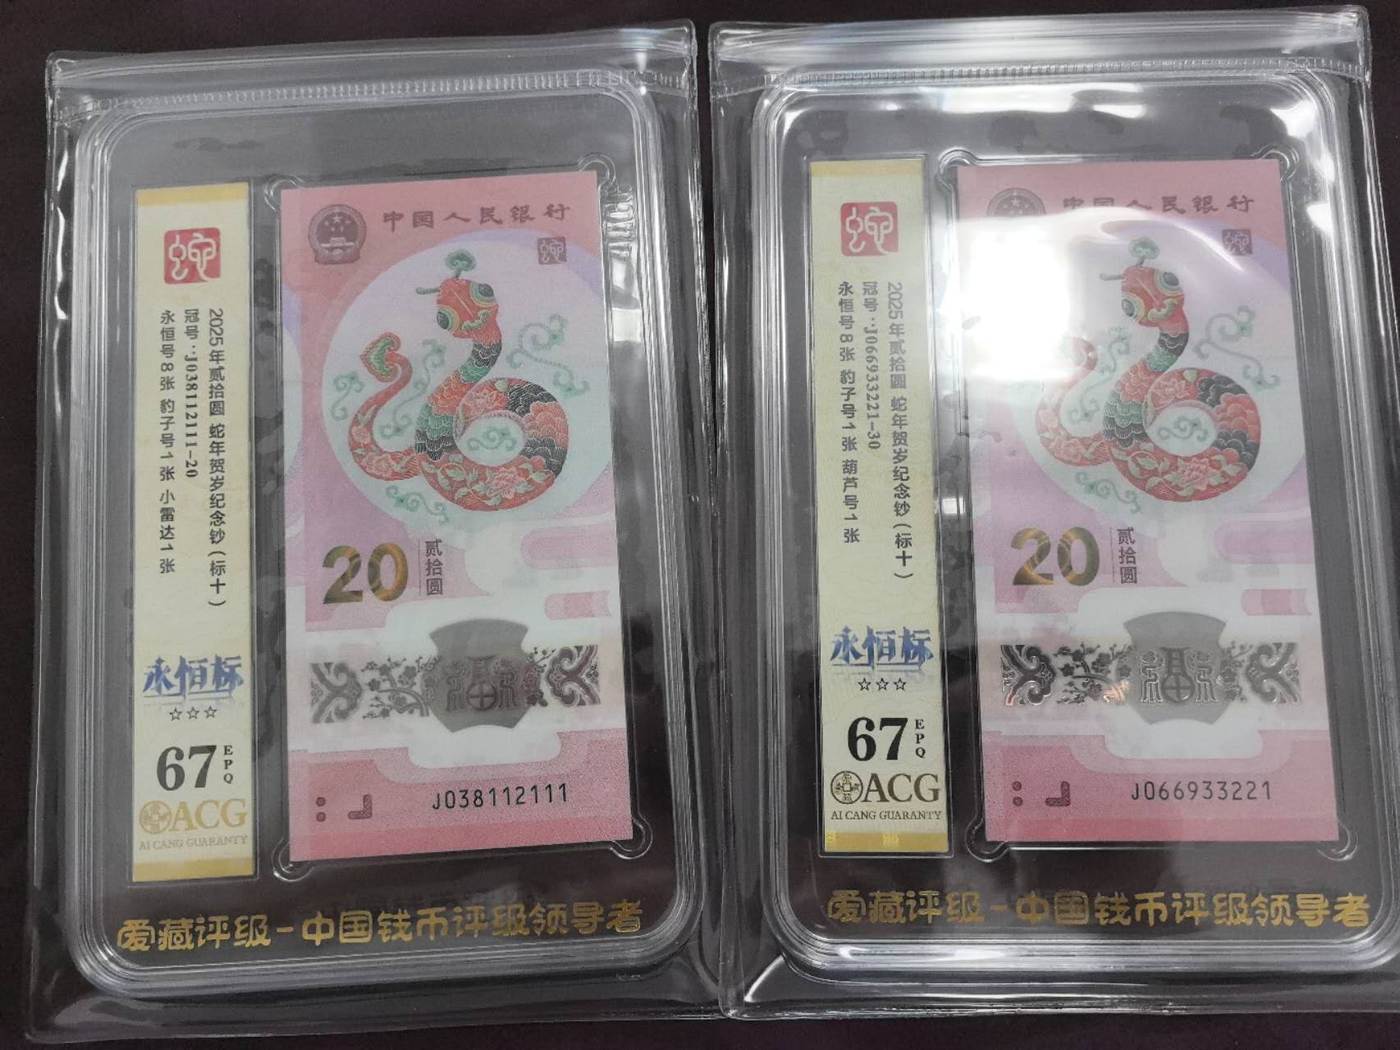 蛇
2025年贰拾圆 蛇年贺岁纪念钞(标十)
冠号:J038112111-20
永恒号8张 豹子号1张 小雷达1张
永恒标
☆☆☆
67 EPQ
ACG
AI CANG GUARANTY
中国人民银行
蛇
20 贰拾圆
福
J038112111
爱藏评级-中国钱币评级领导者
蛇
2025年贰拾圆 蛇年贺岁纪念钞(标十)
冠号:J066933221-30
永恒号8张 豹子号1张 葫芦号1张
永恒标
☆☆☆
67 EPQ
ACG
AI CANG GUARANTY
中国人民银行
蛇
20 贰拾圆
福
J066933221
爱藏评级-中国钱币评级领导者